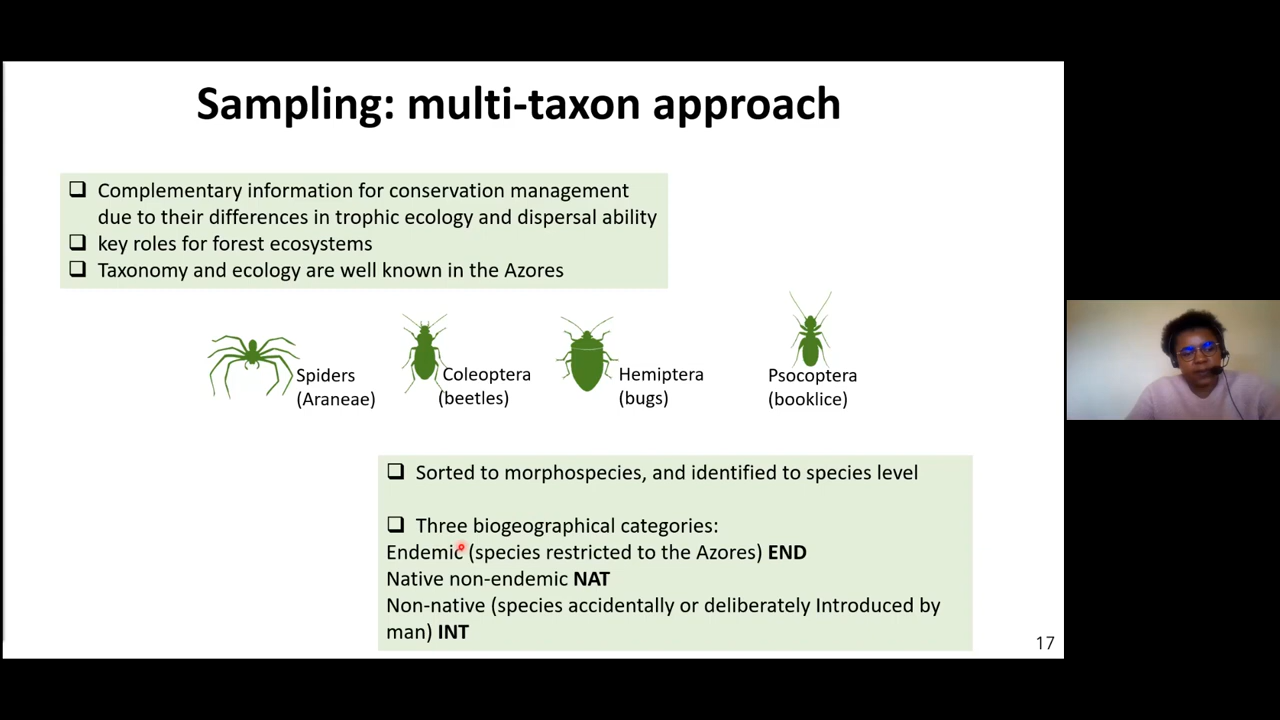 Sampling: multi-taxon approach
Complementary information for conservation management
due to their differences in trophic ecology and dispersal ability
key roles for forest ecosystems
Taxonomy and ecology are well known in the Azores
Spiders
(Araneae)
Coleoptera
(beetles)
Hemiptera
(bugs)
Psocoptera
(booklice)
Sorted to morphospecies, and identified to species level
Three biogeographical categories:
Endemic (species restricted to the Azores) END
Native non-endemic NAT
Non-native (species accidentally or deliberately Introduced by
man) INT
17